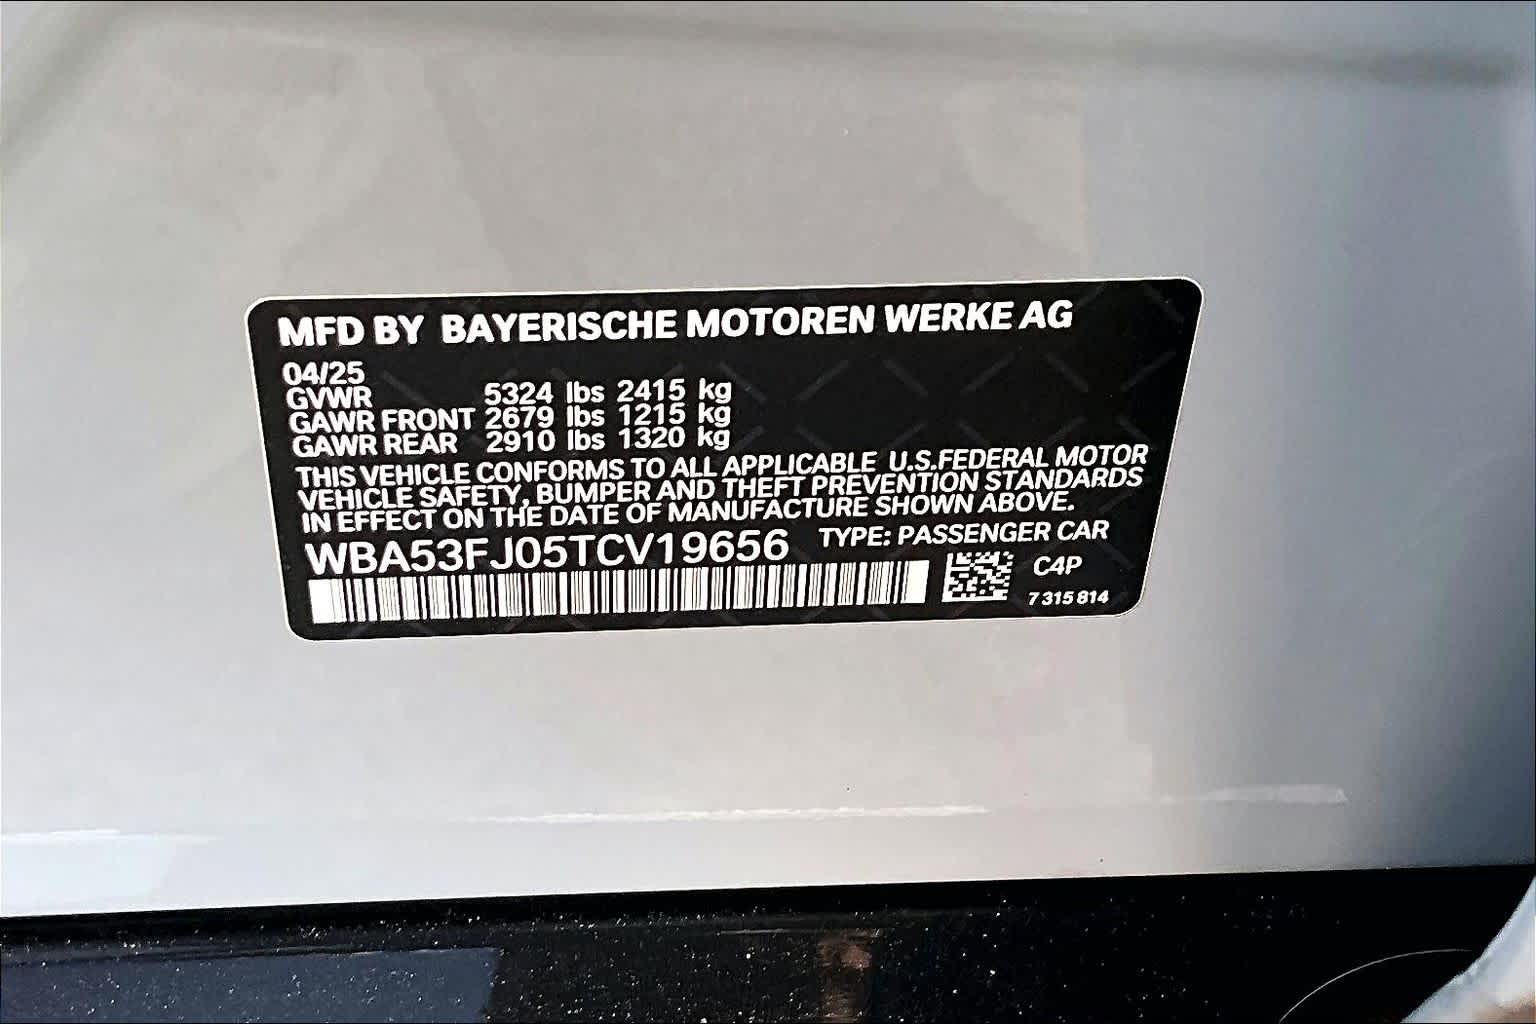 MFD BY BAYERISCHE MOTOREN WERKE AG
04/25
GVWR 5324 lbs 2415 kg
GAWR FRONT 2679 lbs 1215 kg
GAWR REAR 2910 lbs 1320 kg
THIS VEHICLE CONFORMS TO ALL APPLICABLE U.S.FEDERAL MOTOR
VEHICLE SAFETY, BUMPER AND THEFT PREVENTION STANDARDS
IN EFFECT ON THE DATE OF MANUFACTURE SHOWN ABOVE.
WBA53FJ05TCV19656 TYPE: PASSENGER CAR
C4P
7 315 814